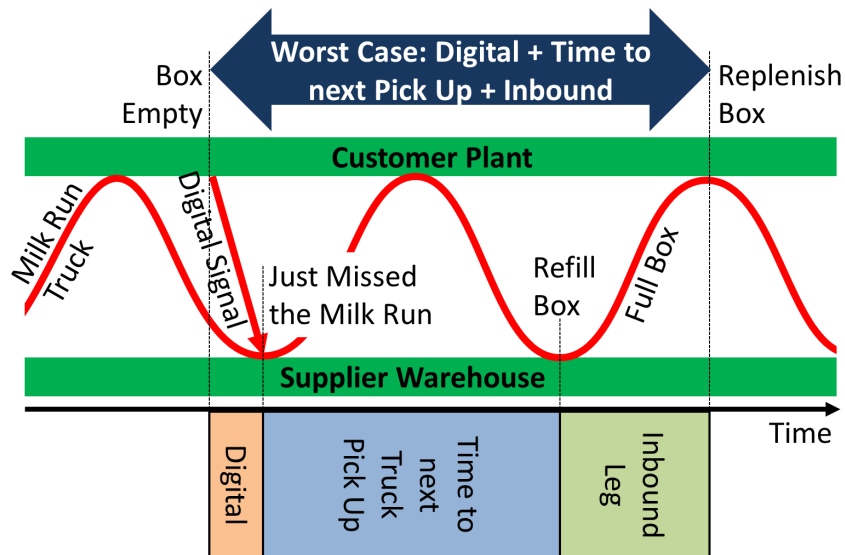 Worst Case: Digital + Time to
next Pick Up + Inbound
Box
Empty
Replenish
Box
Customer Plant
Milk Run
Truck
Digital Signal
Just Missed
the Milk Run
Refill
Box
Full Box
Supplier Warehouse
Time
Digital
Time to
next
Truck
Pick Up
Inbound
Leg